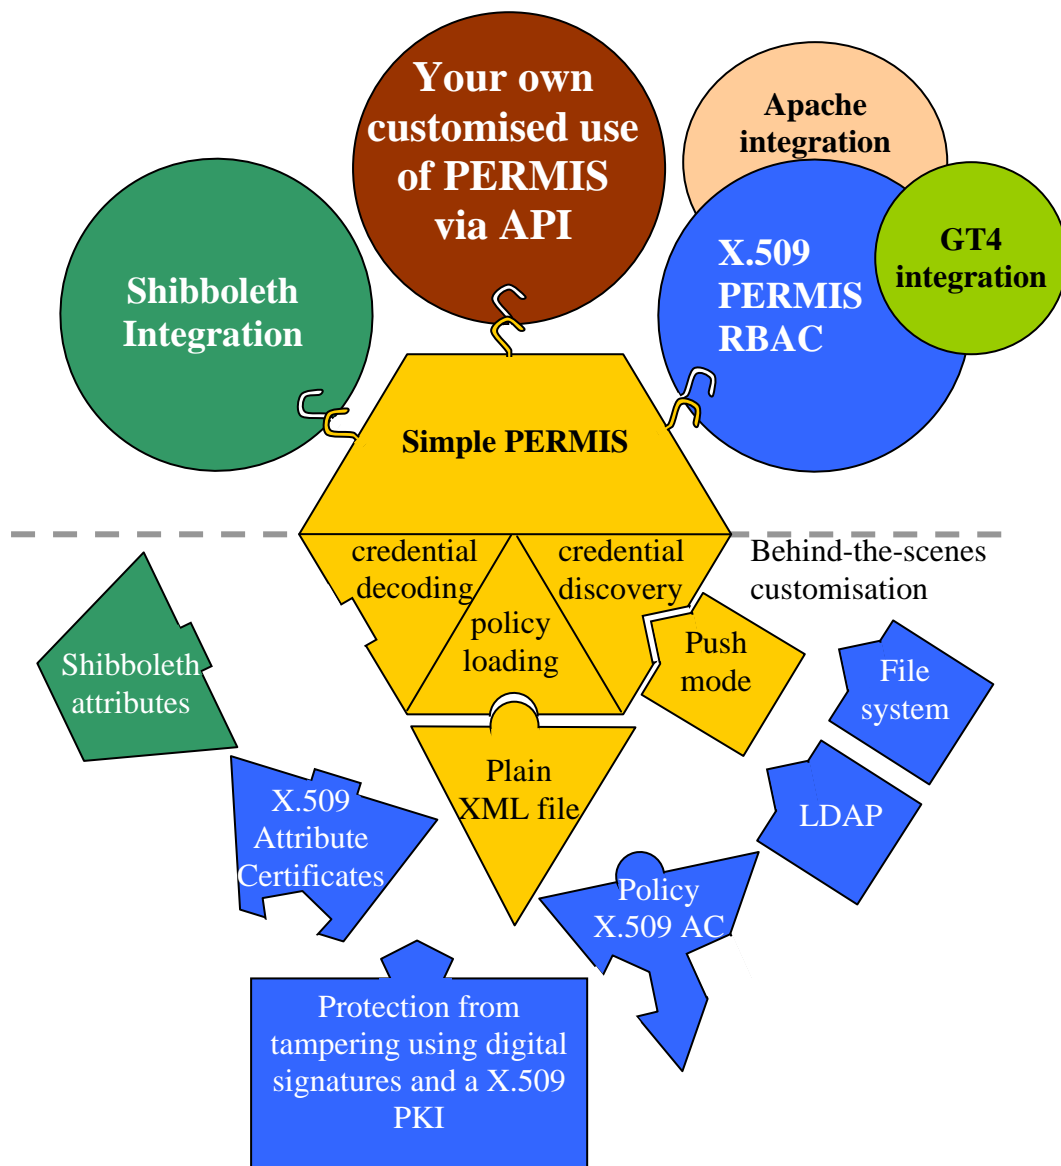 Your own
customised use
of PERMIS
via API
Apache
integration
GT4
integration
X.509
PERMIS
RBAC
Shibboleth
Integration
Simple PERMIS
credential
decoding
credential
discovery
policy
loading
Behind-the-scenes
customisation
Push
mode
Shibboleth
attributes
File
system
Plain
XML file
LDAP
X.509
Attribute
Certificates
Policy
X.509 AC
Protection from
tampering using digital
signatures and a X.509
PKI